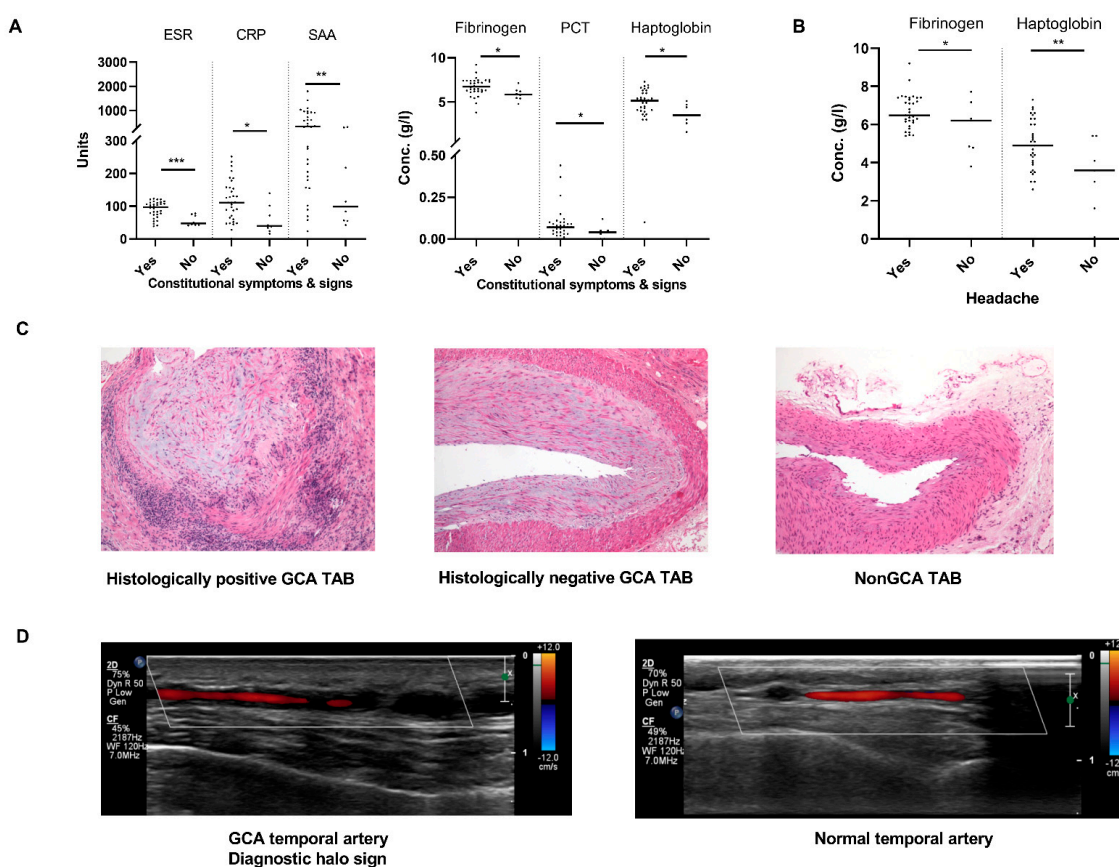 A
ESR CRP SAA
***
*
**
Units
3000
2000
1000
300
200
100
0
Yes No Yes No Yes No
Constitutional symptoms & signs
Fibrinogen PCT Haptoglobin
*
*
*
Conc. (g/l)
10
5
0.50
0.25
0.00
Yes No Yes No Yes No
Constitutional symptoms & signs
B
Fibrinogen Haptoglobin
*
**
Conc. (g/l)
10
8
6
4
2
0
Yes No Yes No
Headache
C
Histologically positive GCA TAB
Histologically negative GCA TAB
NonGCA TAB
D
2D
75%
Dyn R 50
P Low
Gen
CF
45%
2187Hz
WF 120Hz
7.0MHz
P
0
X
1
+12.0
-12.0
cm/s
GCA temporal artery
Diagnostic halo sign
2D
70%
Dyn R 50
P Low
Gen
CF
49%
2187Hz
WF 120Hz
7.0MHz
P
0
X
1
+12.0
-12.0
cm/s
Normal temporal artery